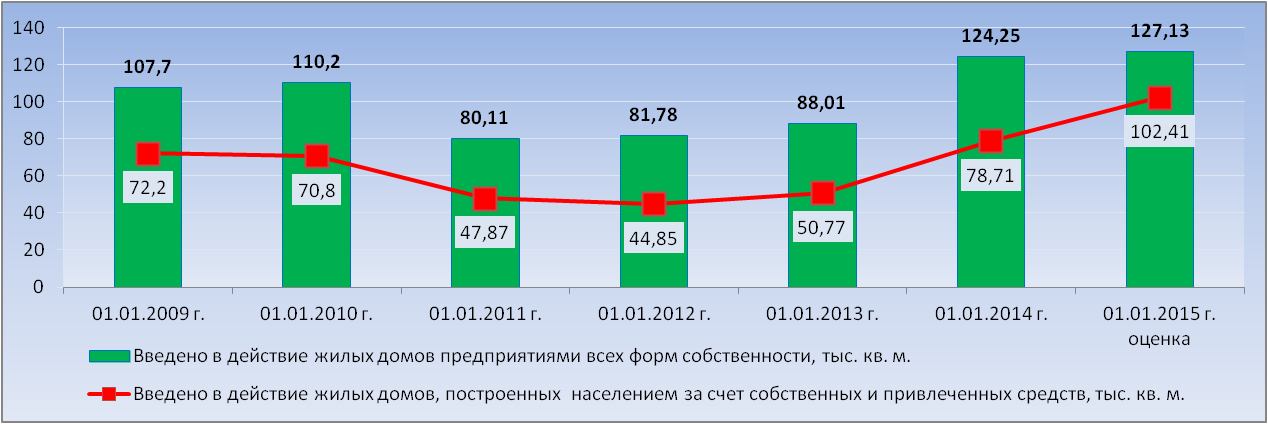 140
120
100
80
60
40
20
0
107,7
110,2
80,11
81,78
88,01
124,25
127,13
72,2
70,8
47,87
44,85
50,77
78,71
102,41
01.01.2009 г.
01.01.2010 г.
01.01.2011 г.
01.01.2012 г.
01.01.2013 г.
01.01.2014 г.
01.01.2015 г.
оценка
Введено в действие жилых домов предприятиями всех форм собственности, тыс. кв. м.
Введено в действие жилых домов, построенных населением за счет собственных и привлеченных средств, тыс. кв. м.